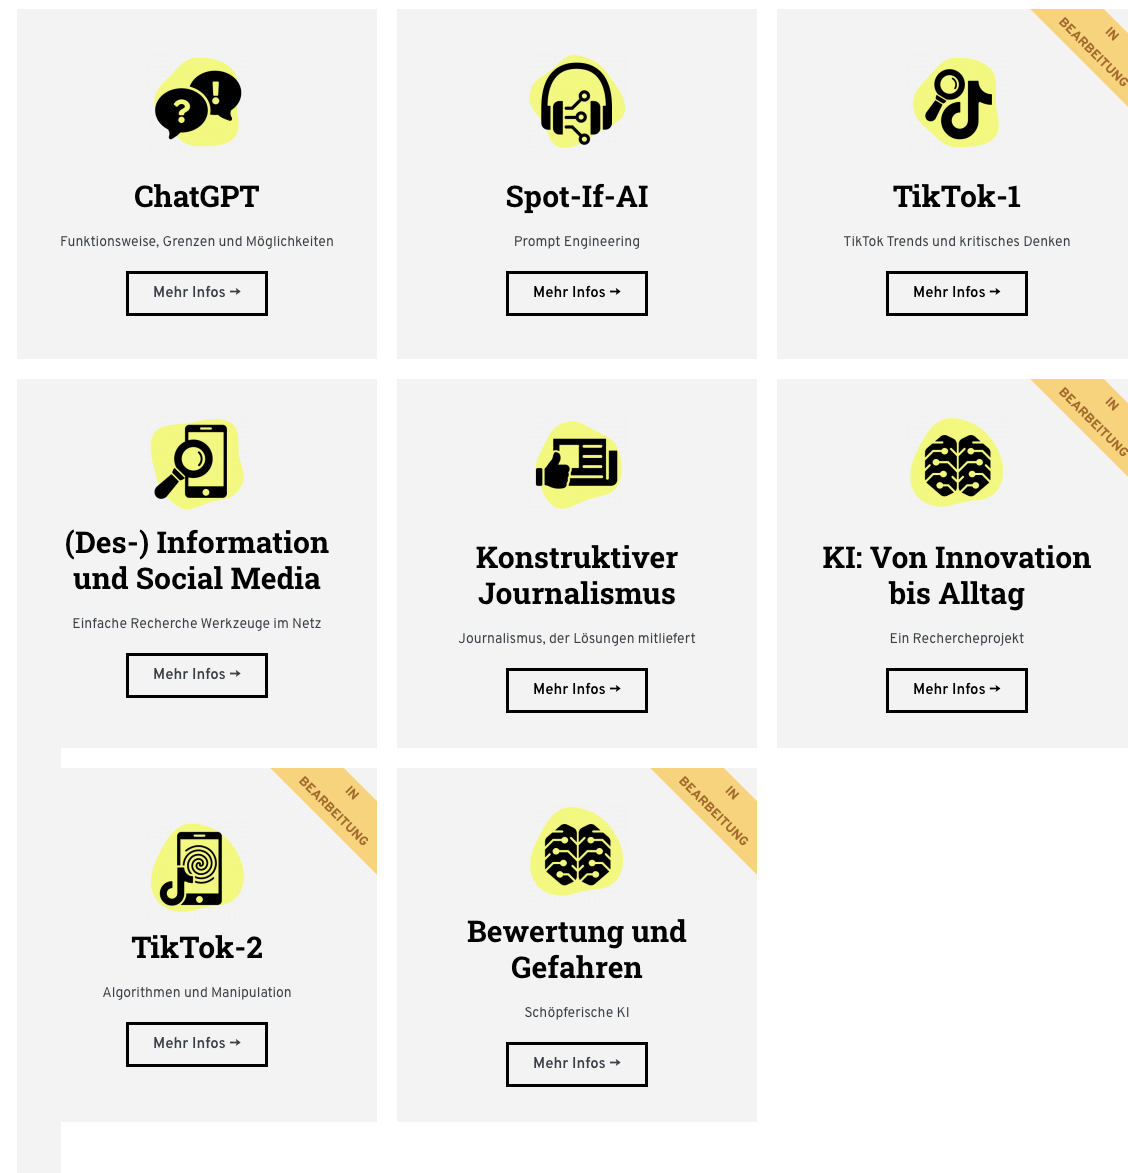 ChatGPT
Funktionsweise, Grenzen und Möglichkeiten
Mehr Infos →
Spot-If-AI
Prompt Engineering
Mehr Infos →
IN
BEARBEITUNG
TikTok-1
TikTok Trends und kritisches Denken
Mehr Infos →
(Des-) Information
und Social Media
Einfache Recherche Werkzeuge im Netz
Mehr Infos →
Konstruktiver
Journalismus
Journalismus, der Lösungen mitliefert
Mehr Infos →
IN
BEARBEITUNG
KI: Von Innovation
bis Alltag
Ein Rechercheprojekt
Mehr Infos →
IN
BEARBEITUNG
TikTok-2
Algorithmen und Manipulation
Mehr Infos →
IN
BEARBEITUNG
Bewertung und
Gefahren
Schöpferische KI
Mehr Infos →